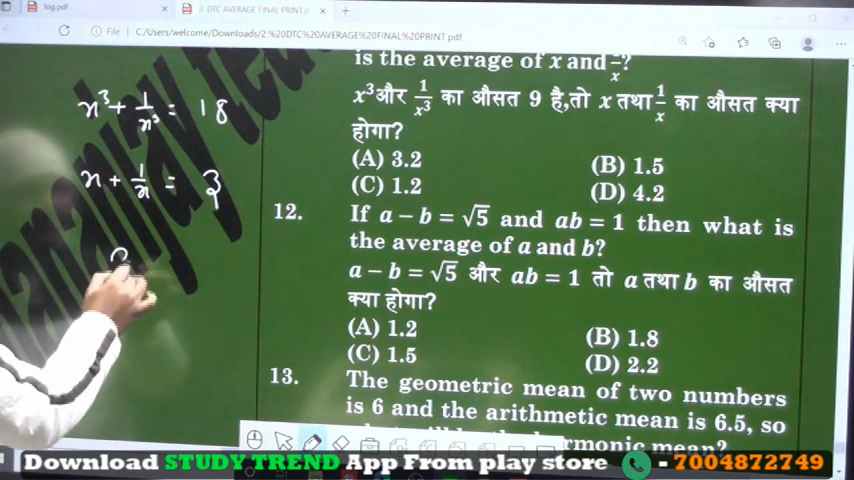 log.pdf
2. DTC AVERAGE FINAL PRINT.p
File C:/Users/welcome/Downloads/2.%20DTC%20AVERAGE%20FINAL%20PRINT.pdf
x³ + 1/x³ = 18
x + 1/x = 3
is the average of x and 1/x?
x³ और 1/x³ का औसत 9 है,तो x तथा 1/x का औसत क्या
होगा?
(A) 3.2 (B) 1.5
(C) 1.2 (D) 4.2
12. If a – b = √5 and ab = 1 then what is
the average of a and b?
a – b = √5 और ab = 1 तो a तथा b का औसत
क्या होगा?
(A) 1.2 (B) 1.8
(C) 1.5 (D) 2.2
13. The geometric mean of two numbers
is 6 and the arithmetic mean is 6.5, so
mean?
Download STUDY TREND App From play store - 7004872749